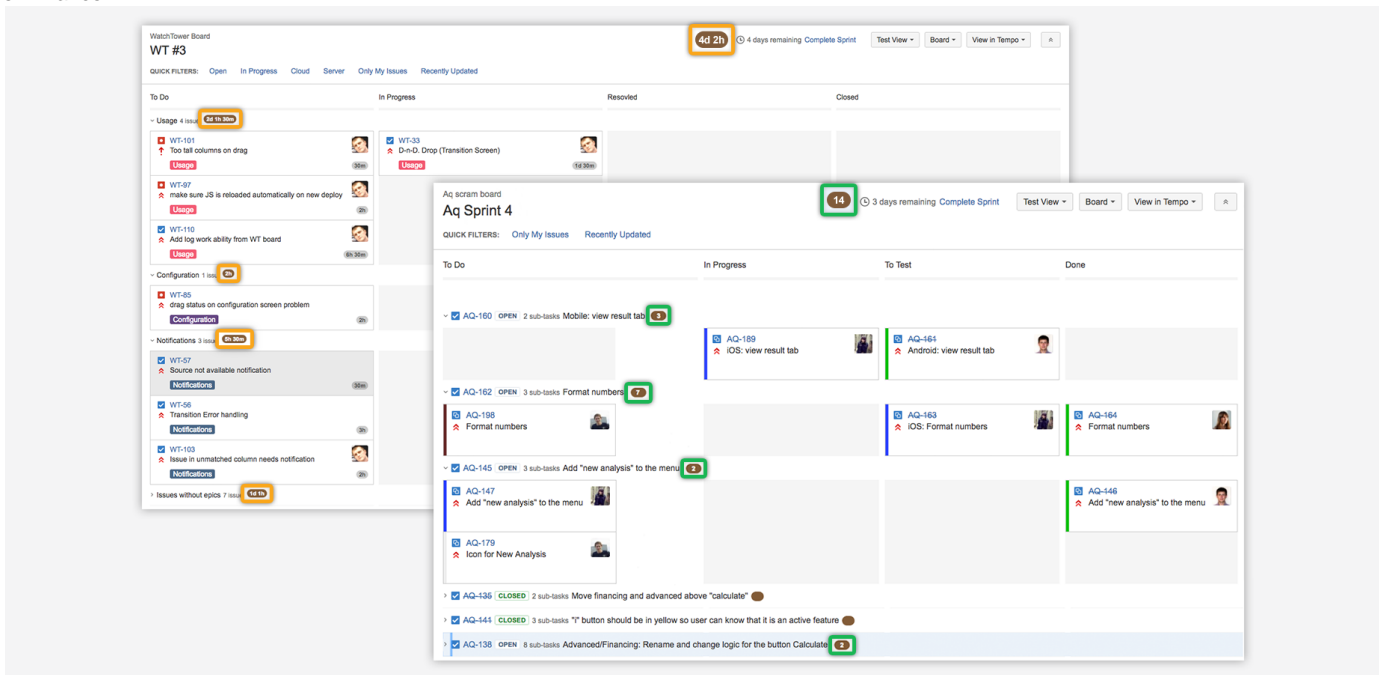 WatchTower Board
WT #3
4d 2h
4 days remaining Complete Sprint
Test View
Board
View in Tempo
QUICK FILTERS: Open In Progress Cloud Server Only My Issues Recently Updated
To Do In Progress Resovled Closed
Usage 4 issu 2d 1h 30m
WT-101
Too tall columns on drag
Usage 30m
WT-33
D-n-D. Drop (Transition Screen)
Usage 1d 30m
WT-97
make sure JS is reloaded automatically on new deploy
Usage 2h
WT-110
Add log work ability from WT board
Usage 6h 30m
Configuration 1 iss
WT-85
drag status on configuration screen problem
Configuration 2h
Notifications 3 issu 5h 30m
WT-57
Source not available notification
Notifications 30m
WT-56
Transition Error handling
Notifications 3h
WT-103
Issue in unmatched column needs notification
Notifications 2h
Issues without epics 7 issu 1d 1h
Aq scram board
Aq Sprint 4
14
3 days remaining Complete Sprint
Test View
Board
View in Tempo
QUICK FILTERS: Only My Issues Recently Updated
To Do In Progress To Test Done
AQ-160 OPEN 2 sub-tasks Mobile: view result tab 3
AQ-189
iOS: view result tab
AQ-161
Android: view result tab
AQ-162 OPEN 3 sub-tasks Format numbers 7
AQ-198
Format numbers
AQ-163
iOS: Format numbers
AQ-164
Format numbers
AQ-145 OPEN 3 sub-tasks Add "new analysis" to the menu 2
AQ-147
Add "new analysis" to the menu
AQ-146
Add "new analysis" to the menu
AQ-179
Icon for New Analysis
AQ-135 CLOSED 2 sub-tasks Move financing and advanced above "calculate"
AQ-141 CLOSED 3 sub-tasks "i" button should be in yellow so user can know that it is an active feature
AQ-138 OPEN 8 sub-tasks Advanced/Financing: Rename and change logic for the button Calculate 2